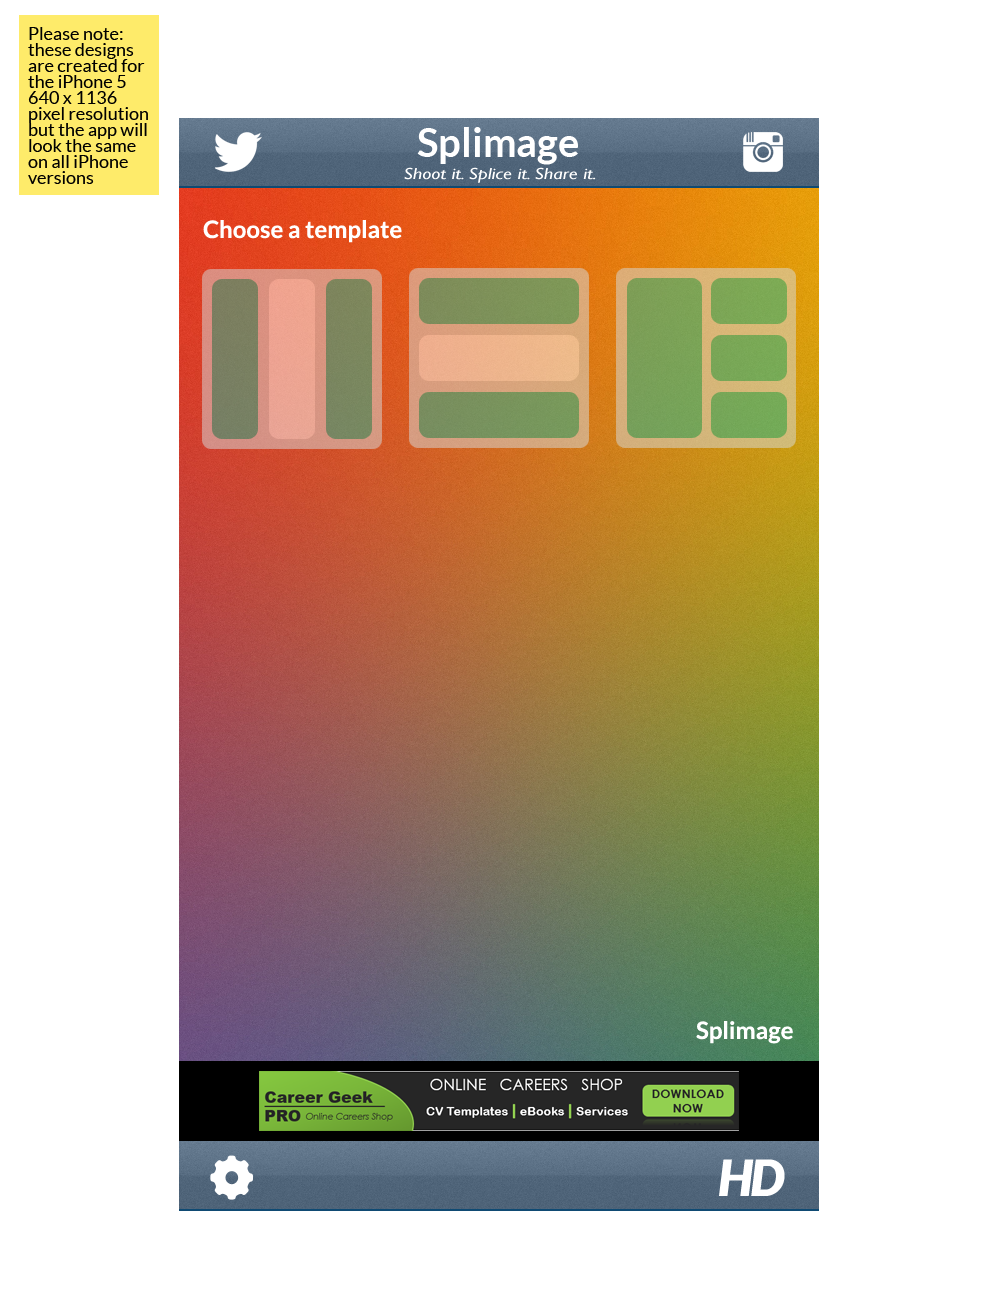 Please note:
these designs
are created for
the iPhone 5
640 x 1136
pixel resolution
but the app will
look the same
on all iPhone
versions
Splimage
Shoot it. Splice it. Share it.
Choose a template
Splimage
Career Geek
PRO Online Careers Shop
ONLINE CAREERS SHOP
CV Templates | eBooks | Services
DOWNLOAD
NOW
HD